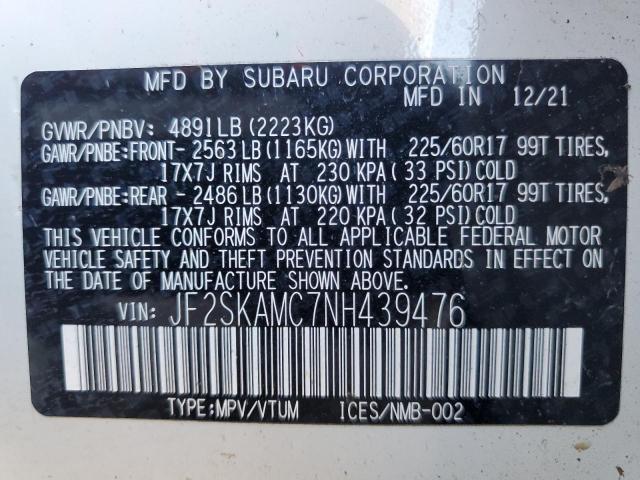 MFD BY SUBARU CORPORATION
MFD IN 12/21
GVWR/PNBV: 4891LB (2223KG)
GAWR/PNBE:FRONT- 2563 LB (1165KG)WITH 225/60R17 99T TIRES,
17X7J RIMS AT 230 KPA ( 33 PSI) COLD
GAWR/PNBE:REAR - 2486 LB (1130KG)WITH 225/60R17 99T TIRES,
17X7J RIMS AT 220 KPA ( 32 PSI) COLD
THIS VEHICLE CONFORMS TO ALL APPLICABLE FEDERAL MOTOR
VEHICLE SAFETY AND THEFT PREVENTION STANDARDS IN EFFECT ON
THE DATE OF MANUFACTURE SHOWN ABOVE.
VIN: JF2SKAMC7NH439476
TYPE:MPV/VTUM ICES/NMB-002